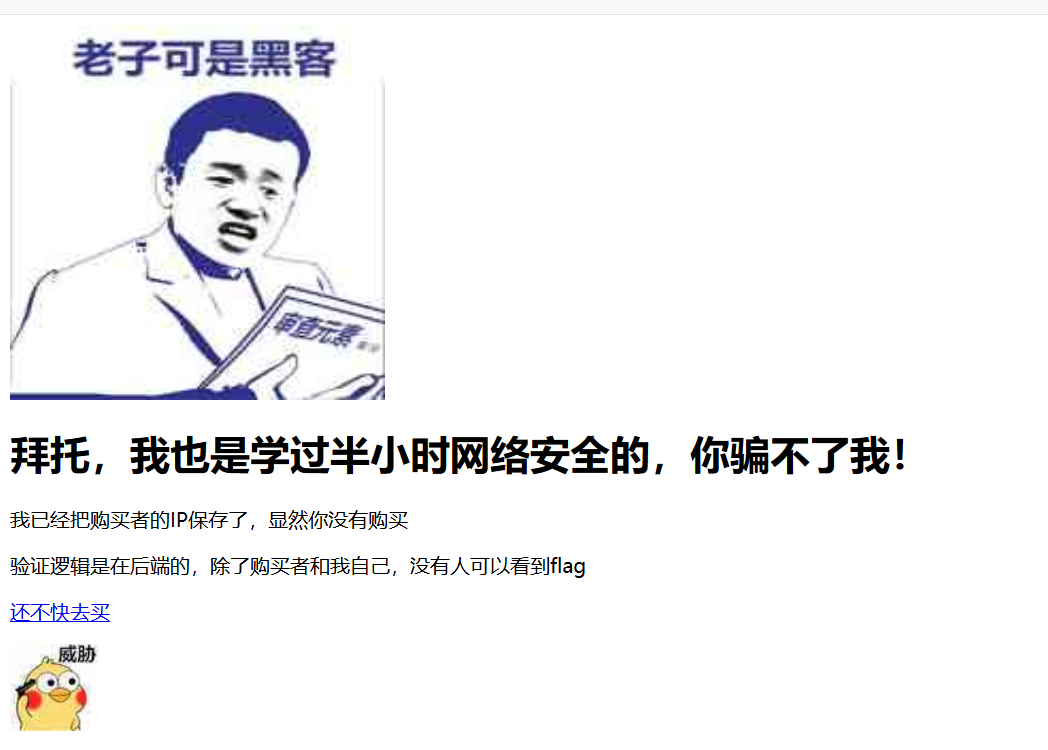 老子可是黑客
审查元素
拜托，我也是学过半小时网络安全的，你骗不了我！
我已经把购买者的IP保存了，显然你没有购买
验证逻辑是在后端的，除了购买者和我自己，没有人可以看到flag
还不快去买
威胁